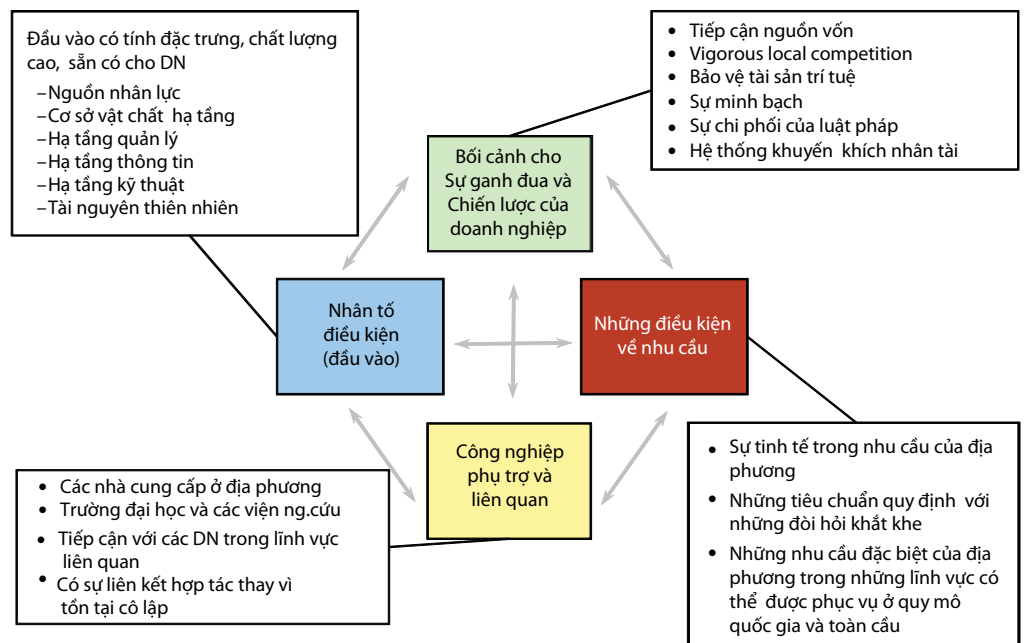 Đầu vào có tính đặc trưng, chất lượng
cao, sẵn có cho DN
–Nguồn nhân lực
–Cơ sở vật chất hạ tầng
–Hạ tầng quản lý
–Hạ tầng thông tin
–Hạ tầng kỹ thuật
–Tài nguyên thiên nhiên
• Tiếp cận nguồn vốn
• Vigorous local competition
• Bảo vệ tài sản trí tuệ
• Sự minh bạch
• Sự chi phối của luật pháp
• Hệ thống khuyến khích nhân tài
Bối cảnh cho
Sự ganh đua và
Chiến lược của
doanh nghiệp
Nhân tố
điều kiện
(đầu vào)
Những điều kiện
về nhu cầu
Công nghiệp
phụ trợ và
liên quan
• Các nhà cung cấp ở địa phương
• Trường đại học và các viện ng.cứu
• Tiếp cận với các DN trong lĩnh vực
liên quan
• Có sự liên kết hợp tác thay vì
tồn tại cô lập
• Sự tinh tế trong nhu cầu của địa
phương
• Những tiêu chuẩn quy định với
những đòi hỏi khắt khe
• Những nhu cầu đặc biệt của địa
phương trong những lĩnh vực có
thể được phục vụ ở quy mô
quốc gia và toàn cầu